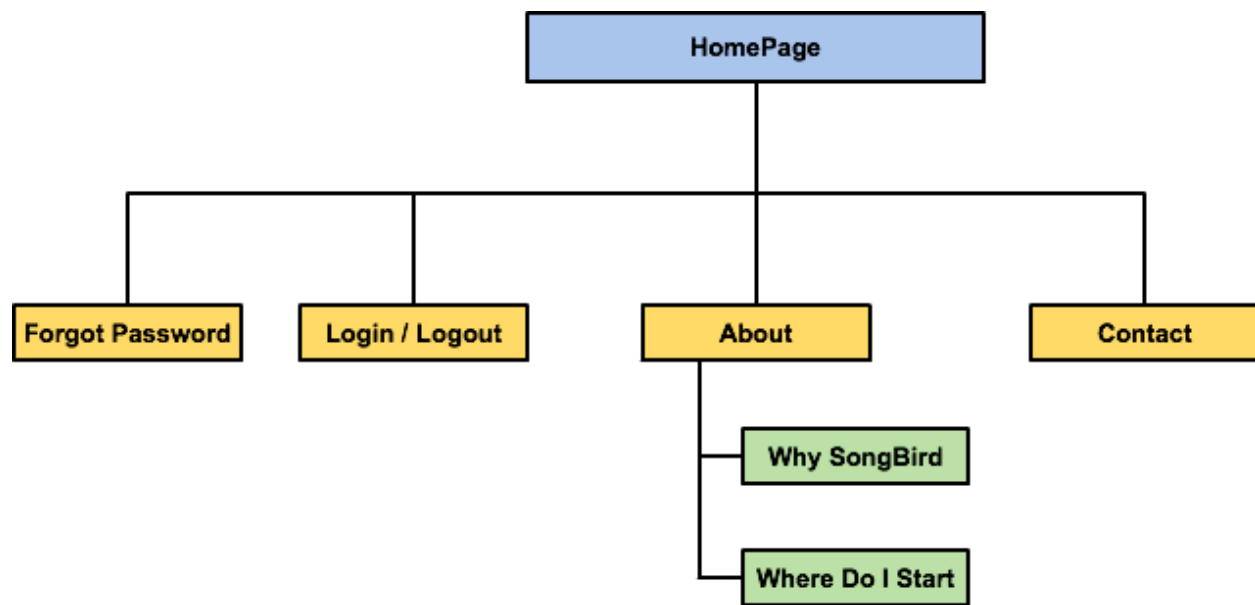 HomePage
Forgot Password
Login / Logout
About
Contact
Why SongBird
Where Do I Start